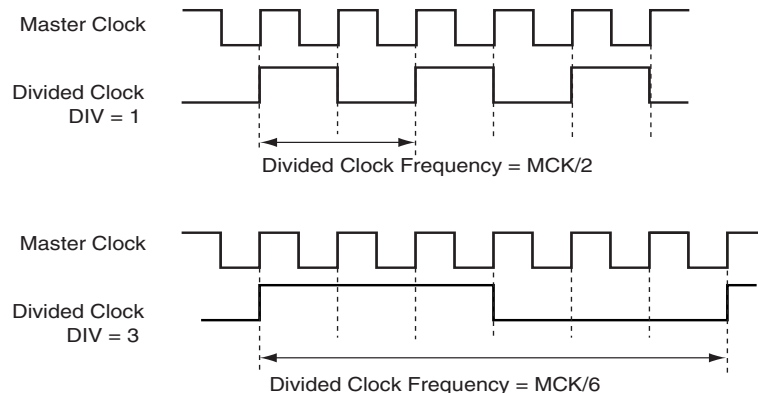 Master Clock
Divided Clock
DIV = 1
Divided Clock Frequency = MCK/2
Master Clock
Divided Clock
DIV = 3
Divided Clock Frequency = MCK/6